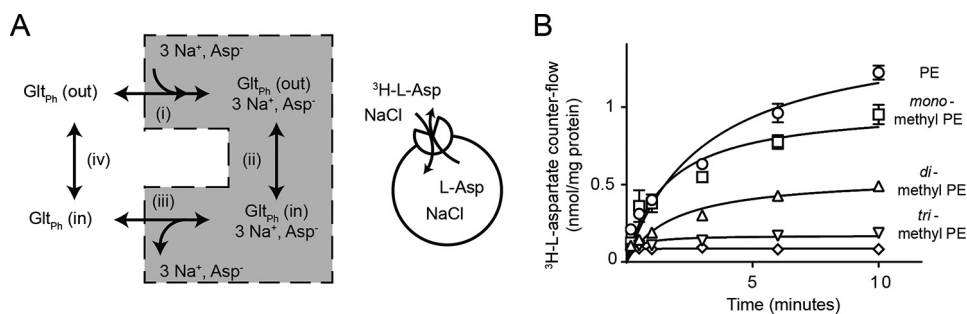 A
3 Na⁺, Asp⁻
Glt_Ph (out)
(i)
Glt_Ph (out)
3 Na⁺, Asp⁻
(iv)
(ii)
Glt_Ph (in)
(iii)
Glt_Ph (in)
3 Na⁺, Asp⁻
3 Na⁺, Asp⁻
³H-L-Asp
NaCl
L-Asp
NaCl
B
³H-L-aspartate counter-flow
(nmol/mg protein)
1
0.5
0
5
10
Time (minutes)
PE
mono-
methyl PE
di-
methyl PE
tri-
methyl PE